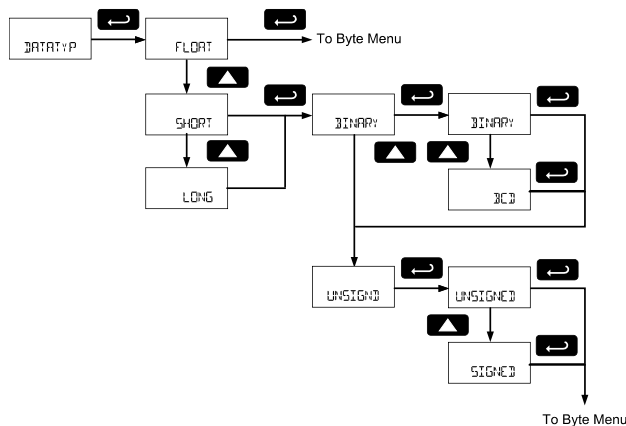 DATATYP
FLOAT
To Byte Menu
SHORT
BINARY
BINARY
LONG
BCD
UNSIGND
UNSIGNED
SIGNED
To Byte Menu